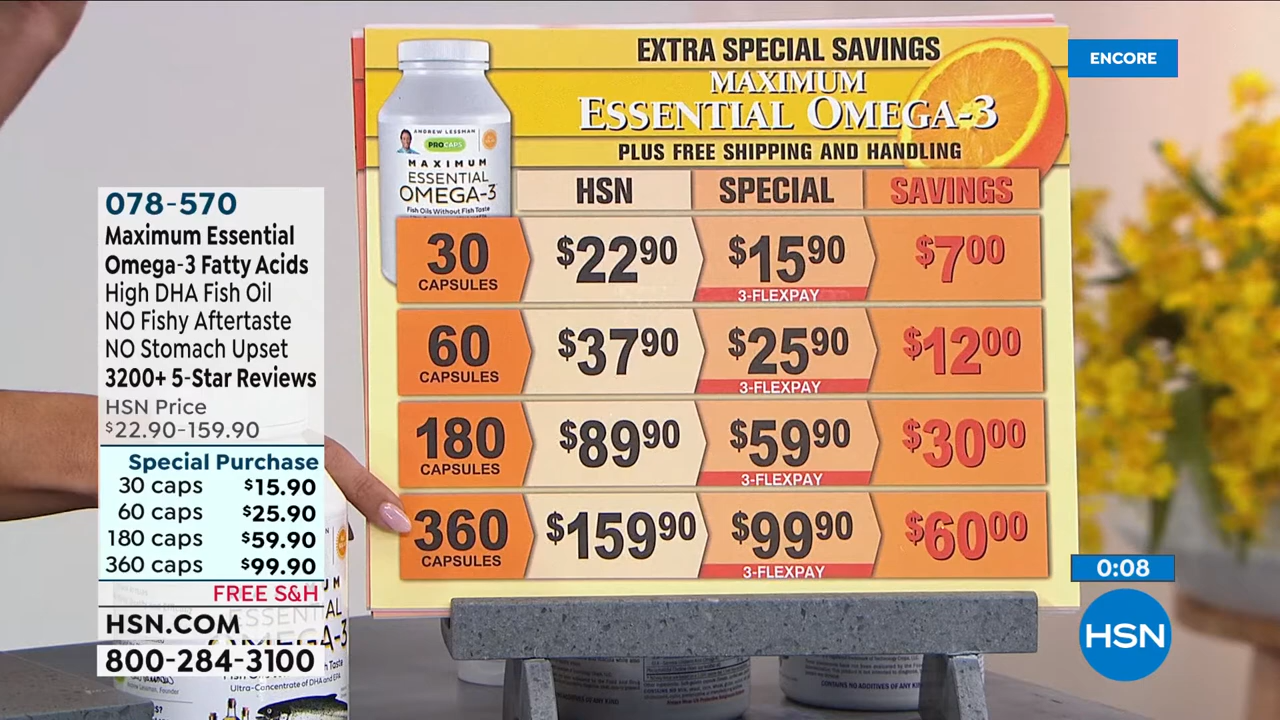 EXTRA SPECIAL SAVINGS
MAXIMUM
ESSENTIAL OMEGA-3
PLUS FREE SHIPPING AND HANDLING
ANDREW LESSMAN
PROCAPS
MAXIMUM
ESSENTIAL
OMEGA-3
Fish Oils Without Fish Taste
HSN SPECIAL SAVINGS
30 CAPSULES $22.90 $15.90 3-FLEXPAY $7.00
60 CAPSULES $37.90 $25.90 3-FLEXPAY $12.00
180 CAPSULES $89.90 $59.90 3-FLEXPAY $30.00
360 CAPSULES $159.90 $99.90 3-FLEXPAY $60.00
ENCORE
078-570
Maximum Essential
Omega-3 Fatty Acids
High DHA Fish Oil
NO Fishy Aftertaste
NO Stomach Upset
3200+ 5-Star Reviews
HSN Price
$22.90-159.90
Special Purchase
30 caps $15.90
60 caps $25.90
180 caps $59.90
360 caps $99.90
FREE S&H
HSN.COM
800-284-3100
ESSENTIAL
OMEGA-3
Ultra-Concentrate of DHA and EPA
CONTAINS NO ADDITIVES OF ANY KIND
0:08
HSN